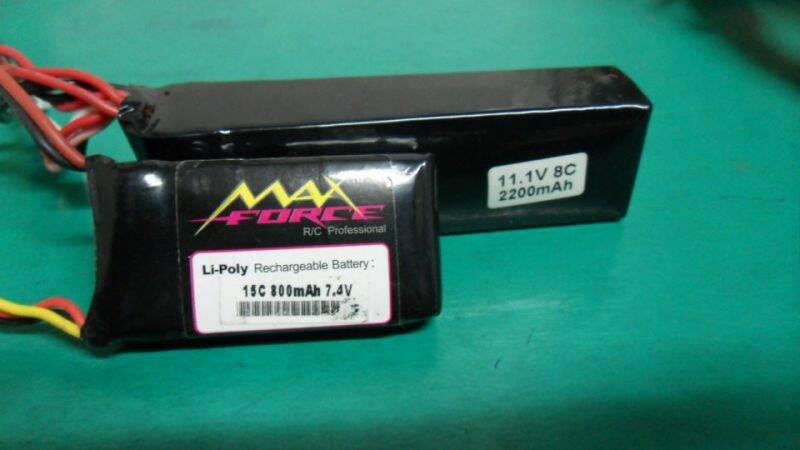 MAX
FORCE
R/C Professional
Li-Poly Rechargeable Battery:
15C 800mAh 7.4V
11.1V 8C
2200mAh